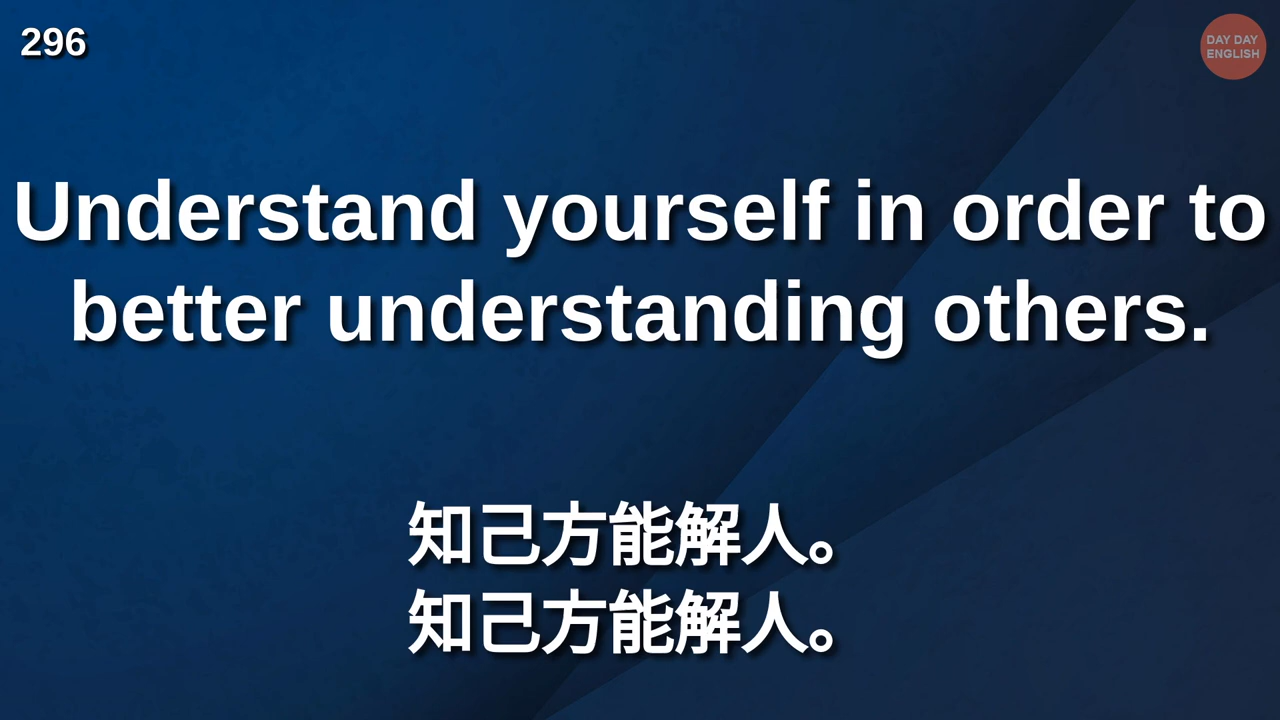 296
DAY DAY
ENGLISH
Understand yourself in order to
better understanding others.
知己方能解人。
知己方能解人。